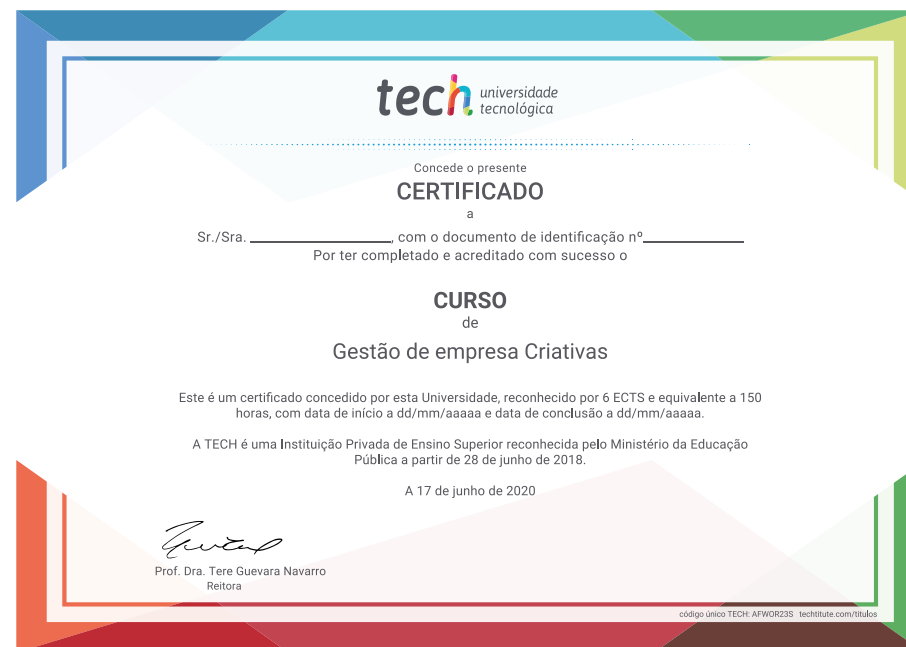 tech universidade
tecnológica
Concede o presente
CERTIFICADO
a
Sr./Sra. ____________________, com o documento de identificação nº______________
Por ter completado e acreditado com sucesso o
CURSO
de
Gestão de empresa Criativas
Este é um certificado concedido por esta Universidade, reconhecido por 6 ECTS e equivalente a 150
horas, com data de início a dd/mm/aaaaa e data de conclusão a dd/mm/aaaaa.
A TECH é uma Instituição Privada de Ensino Superior reconhecida pelo Ministério da Educação
Pública a partir de 28 de junho de 2018.
A 17 de junho de 2020
Prof. Dra. Tere Guevara Navarro
Reitora
código único TECH: AFWOR23S techtitute.com/titulos